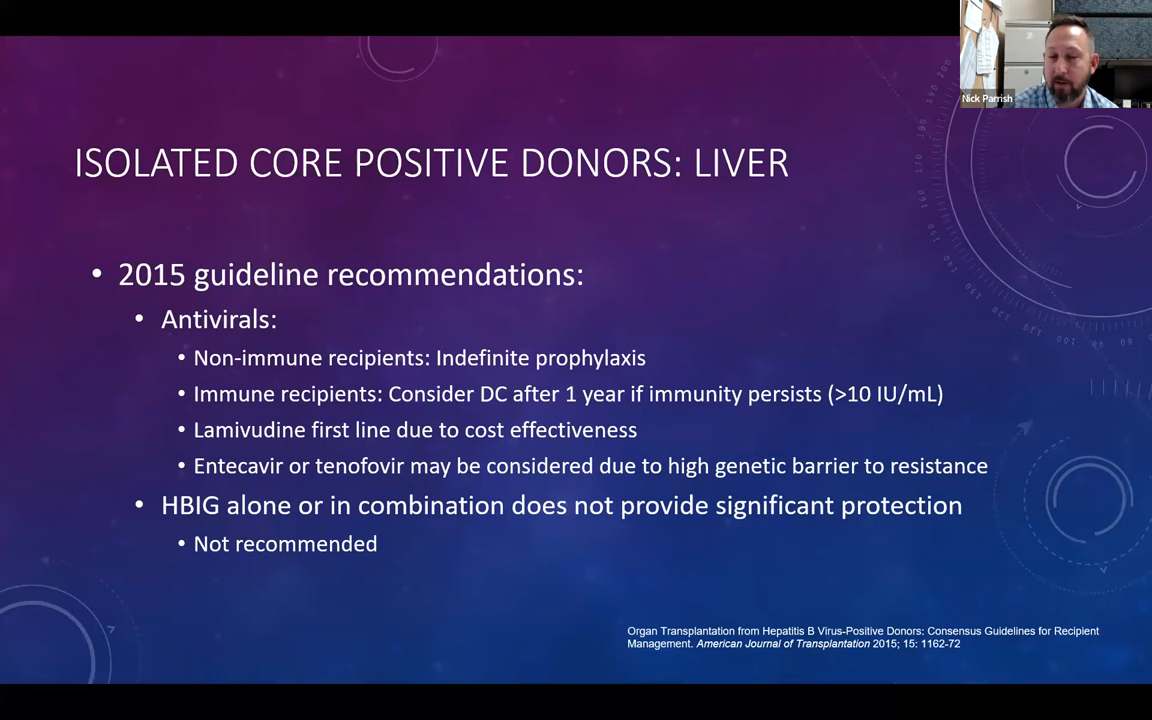 Nick Parrish
ISOLATED CORE POSITIVE DONORS: LIVER
• 2015 guideline recommendations:
• Antivirals:
• Non-immune recipients: Indefinite prophylaxis
• Immune recipients: Consider DC after 1 year if immunity persists (>10 IU/mL)
• Lamivudine first line due to cost effectiveness
• Entecavir or tenofovir may be considered due to high genetic barrier to resistance
• HBIG alone or in combination does not provide significant protection
• Not recommended
Organ Transplantation from Hepatitis B Virus-Positive Donors: Consensus Guidelines for Recipient
Management. American Journal of Transplantation 2015; 15: 1162-72